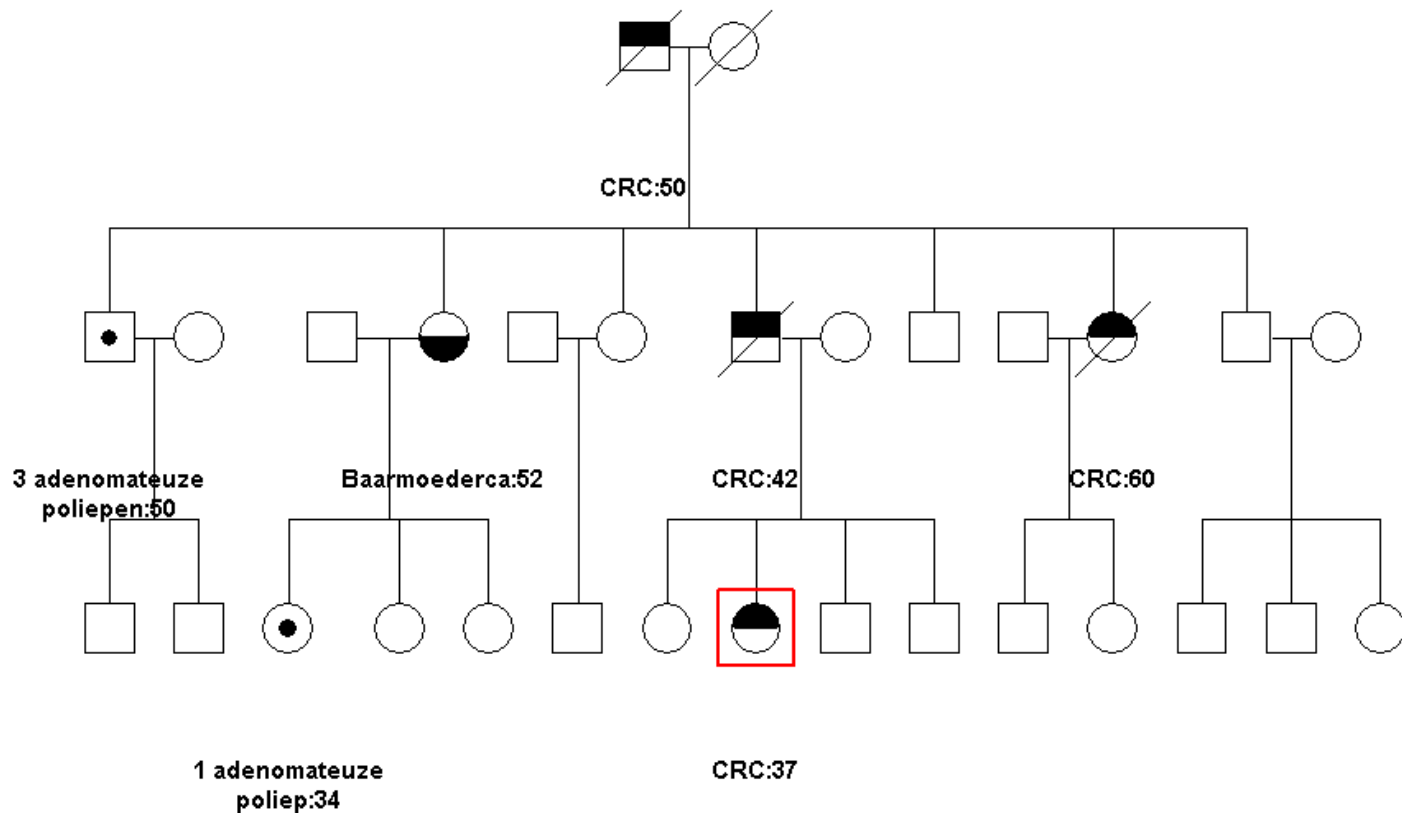 CRC:50
3 adenomateuze
poliepen:50
Baarmoederca:52
CRC:42
CRC:60
1 adenomateuze
poliep:34
CRC:37